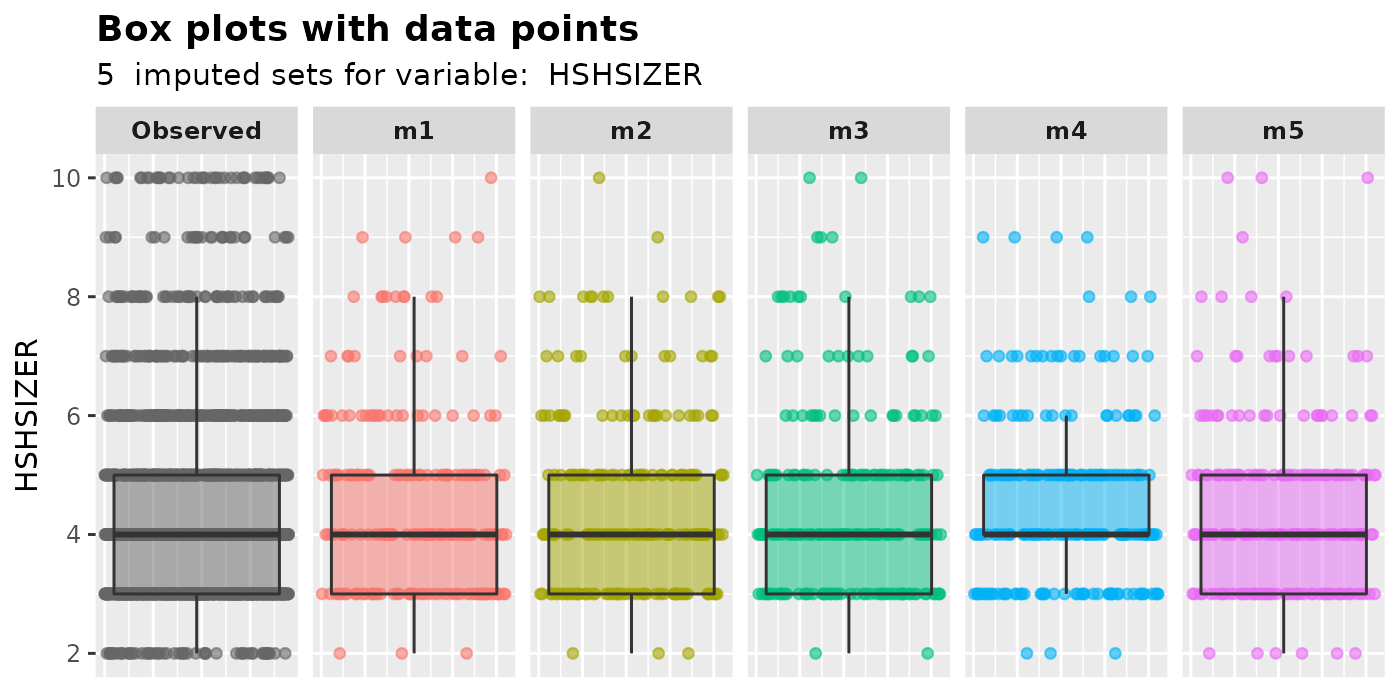 Box plots with data points
5  imputed sets for variable:  HSHSIZER
Observed m1 m2 m3 m4 m5
HSHSIZER
10
8
6
4
2